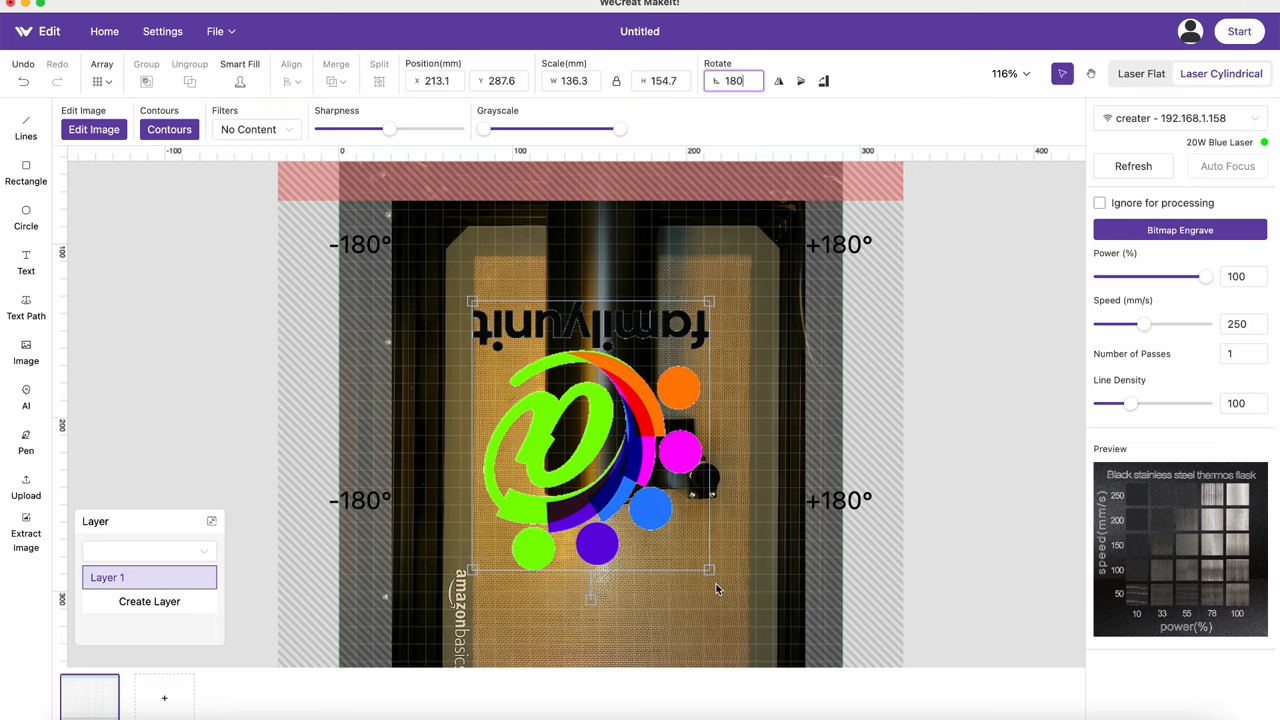 WeCreat MakeIt!
Edit
Home
Settings
File
Untitled
Start
Undo
Redo
Array
Group
Ungroup
Smart Fill
Align
Merge
Split
Position(mm)
X 213.1
Y 287.6
Scale(mm)
W 136.3
H 154.7
Rotate
180
116%
Laser Flat
Laser Cylindrical
Edit Image
Edit Image
Contours
Contours
Filters
No Content
Sharpness
Grayscale
Lines
Rectangle
Circle
Text
Text Path
Image
AI
Pen
Upload
Extract
Image
-100
0
100
200
300
400
100
200
300
-180°
+180°
-180°
+180°
familyunit
amazonbasics
Layer
Layer 1
Create Layer
+
creater - 192.168.1.158
20W Blue Laser
Refresh
Auto Focus
Ignore for processing
Bitmap Engrave
Power (%)
100
Speed (mm/s)
250
Number of Passes
1
Line Density
100
Preview
Black stainless steel thermos flask
speed(mm/s)
250
200
150
100
50
10 33 55 78 100
power(%)